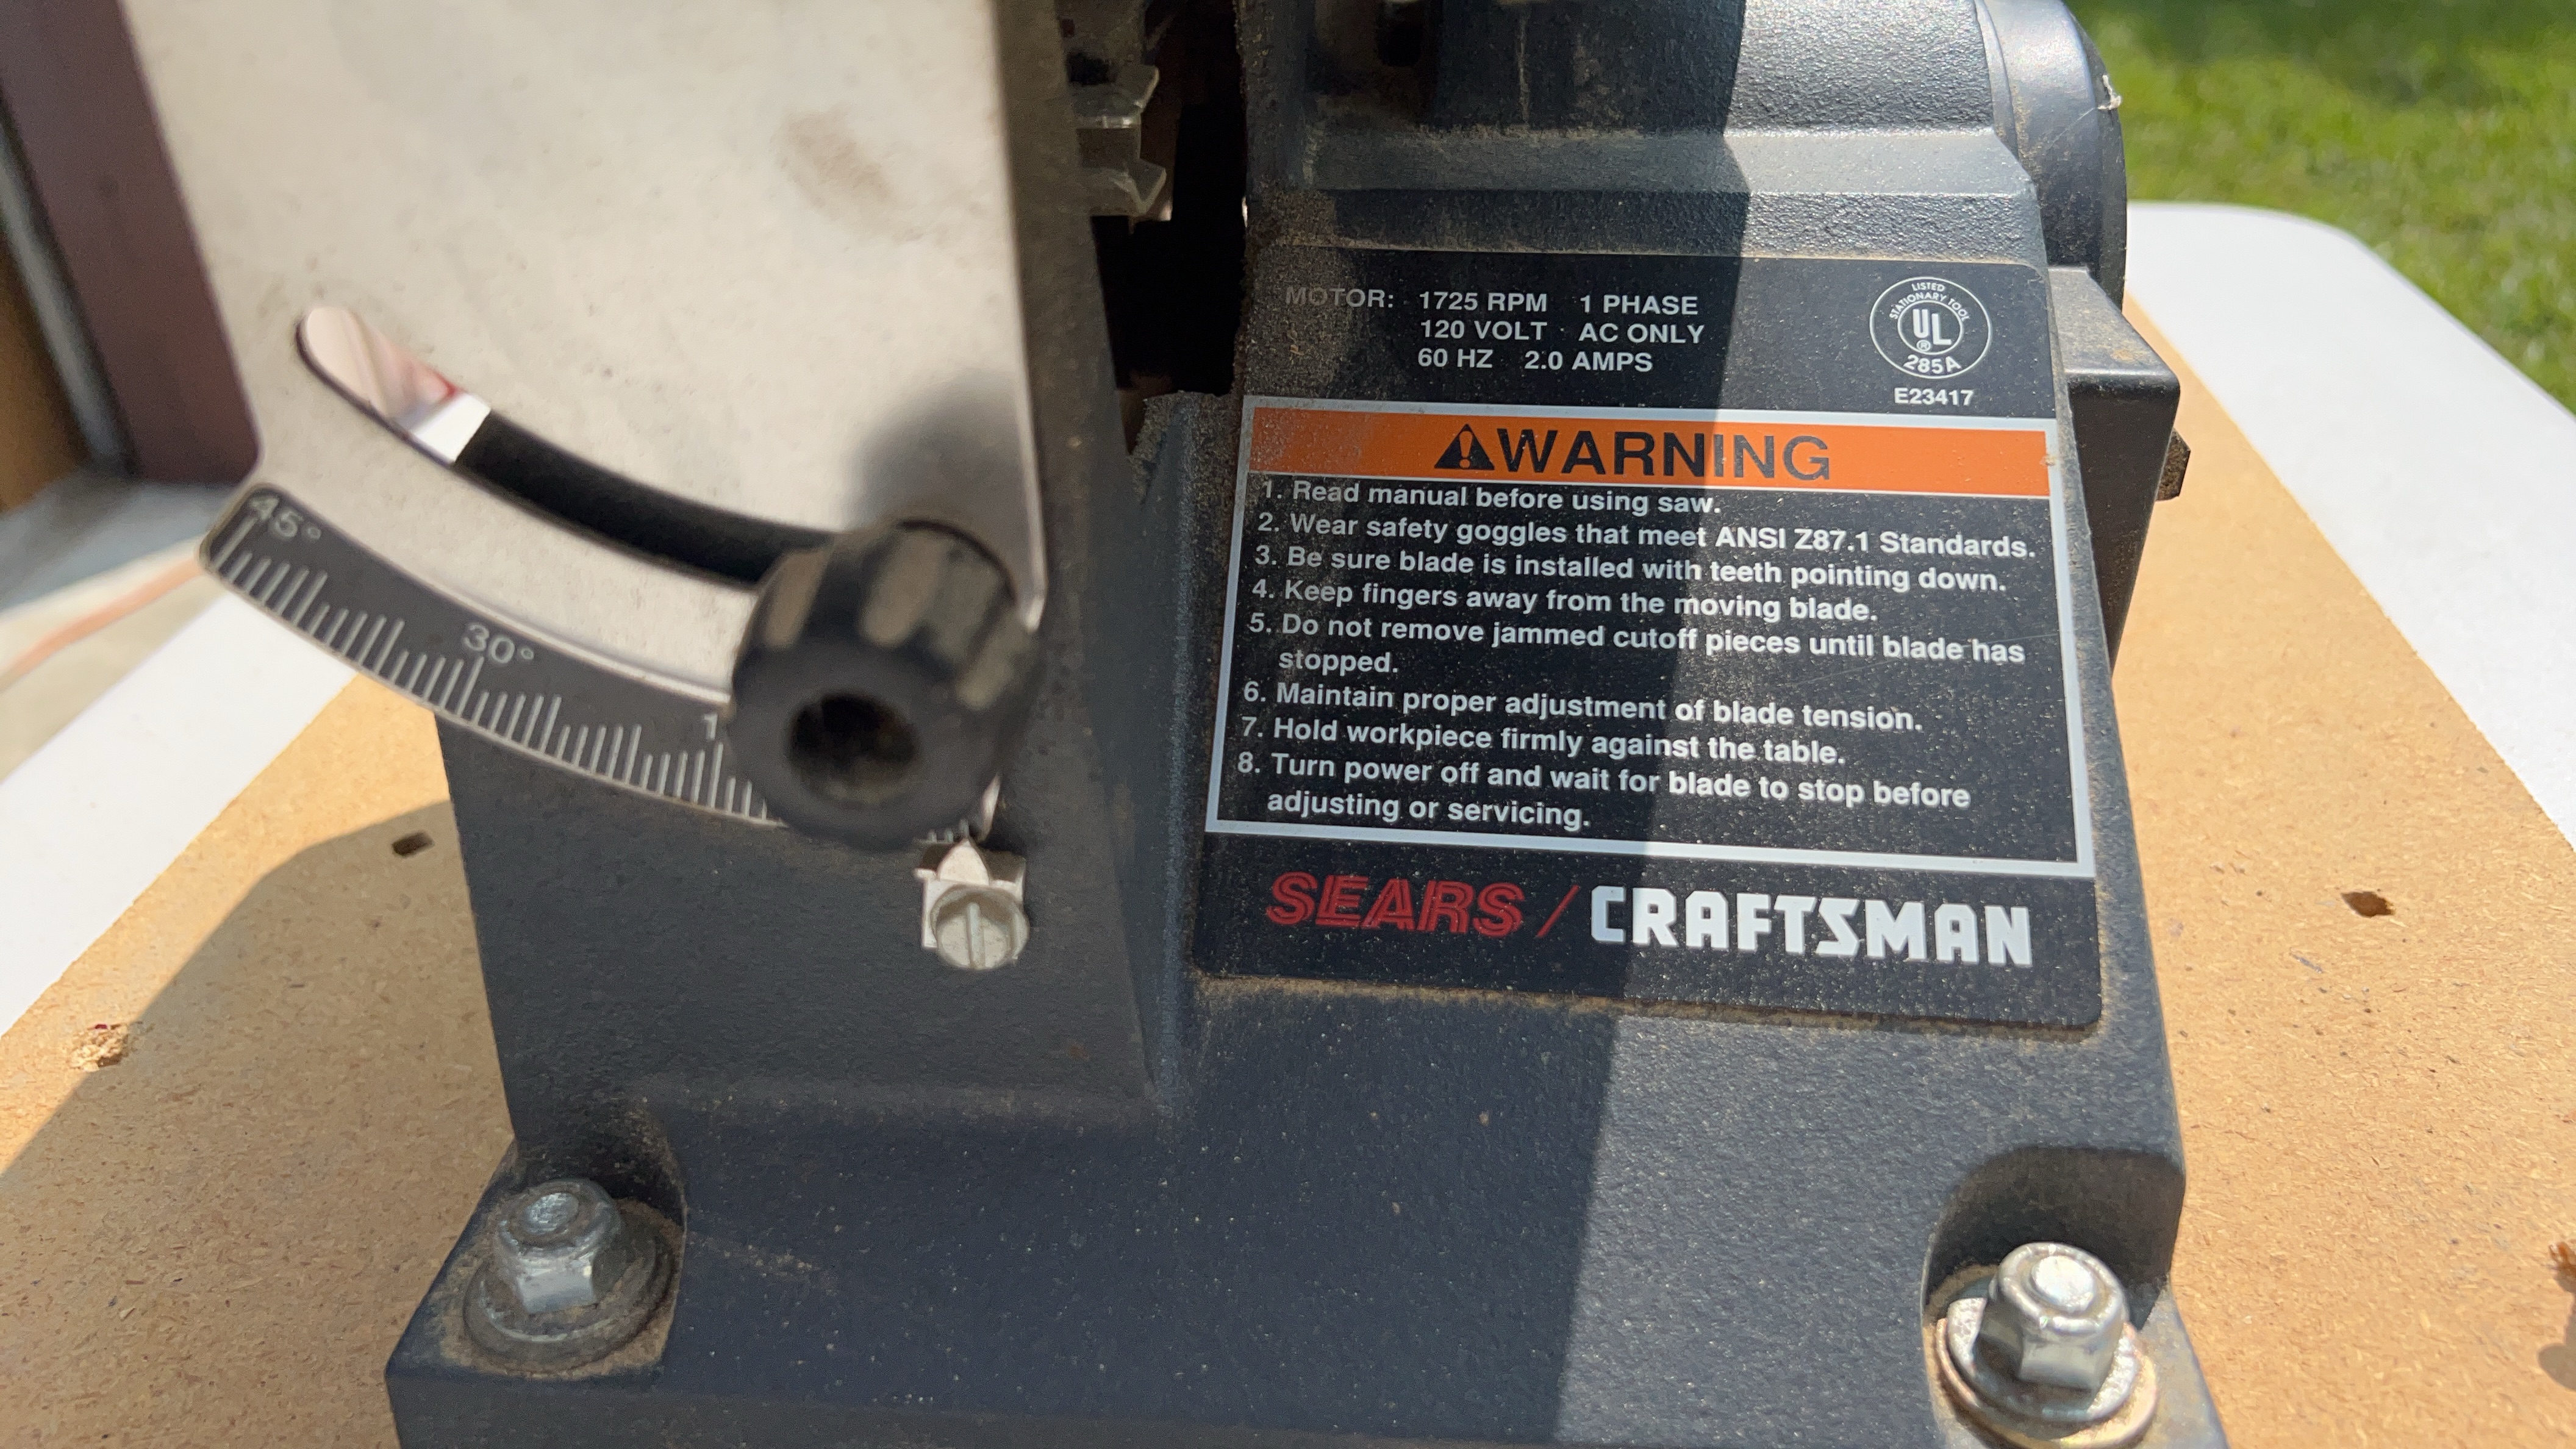 MOTOR: 1725 RPM 1 PHASE
120 VOLT AC ONLY
60 HZ 2.0 AMPS
LISTED
STATIONARY TOOL
UL
®
285A
E23417
WARNING
1. Read manual before using saw.
2. Wear safety goggles that meet ANSI Z87.1 Standards.
3. Be sure blade is installed with teeth pointing down.
4. Keep fingers away from the moving blade.
5. Do not remove jammed cutoff pieces until blade has
stopped.
6. Maintain proper adjustment of blade tension.
7. Hold workpiece firmly against the table.
8. Turn power off and wait for blade to stop before
adjusting or servicing.
SEARS / CRAFTSMAN
45°
30°